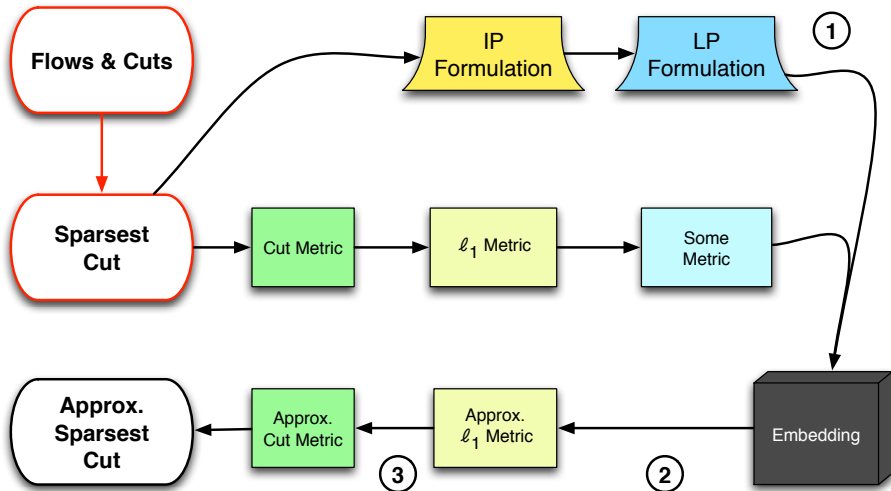 Flows & Cuts
IP
Formulation
LP
Formulation
1
Sparsest
Cut
Cut Metric
ℓ₁ Metric
Some
Metric
Approx.
Sparsest
Cut
Approx.
Cut Metric
3
Approx.
ℓ₁ Metric
2
Embedding